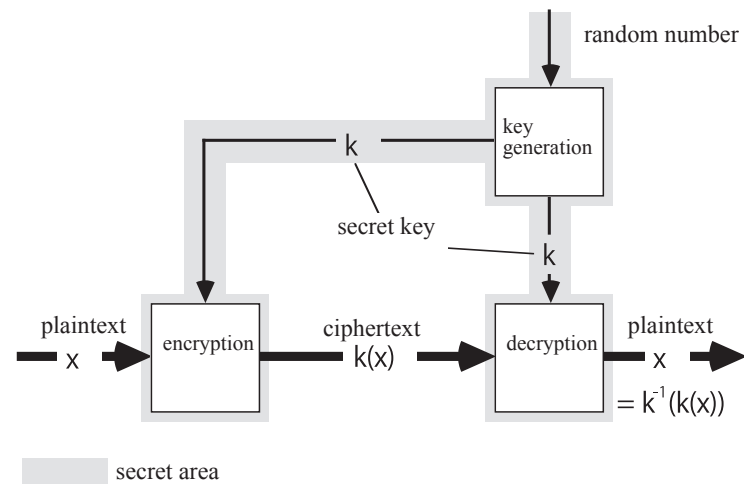 random number
key
generation
k
secret key
k
plaintext
x
encryption
ciphertext
k(x)
decryption
plaintext
x
= k⁻¹(k(x))
secret area